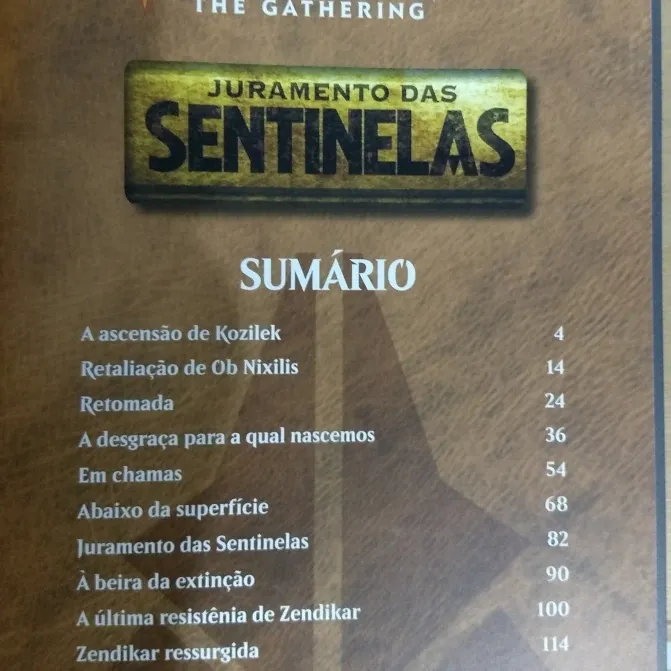 THE GATHERING
JURAMENTO DAS
SENTINELAS
SUMÁRIO
A ascensão de Kozilek 4
Retaliação de Ob Nixilis 14
Retomada 24
A desgraça para a qual nascemos 36
Em chamas 54
Abaixo da superfície 68
Juramento das Sentinelas 82
À beira da extinção 90
A última resistênia de Zendikar 100
Zendikar ressurgida 114